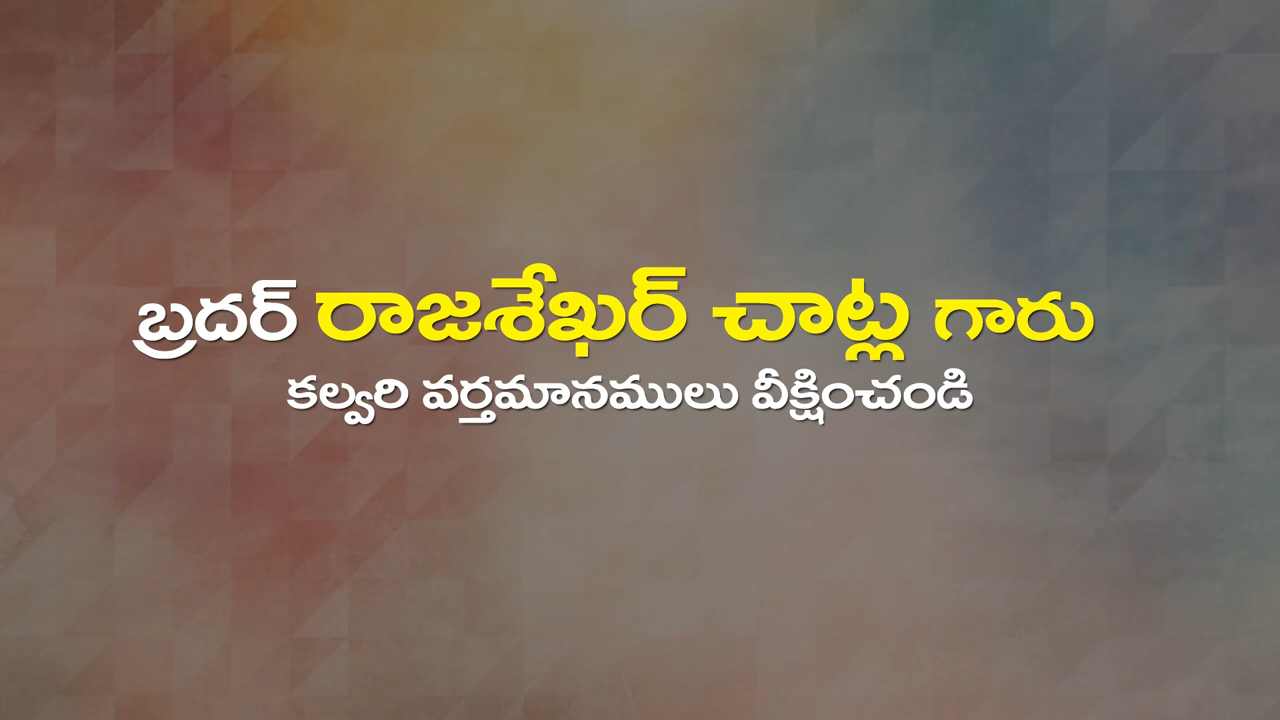 బ్రదర్ రాజశేఖర్ చాట్ల గారు
కల్వరి వర్తమానములు వీక్షించండి